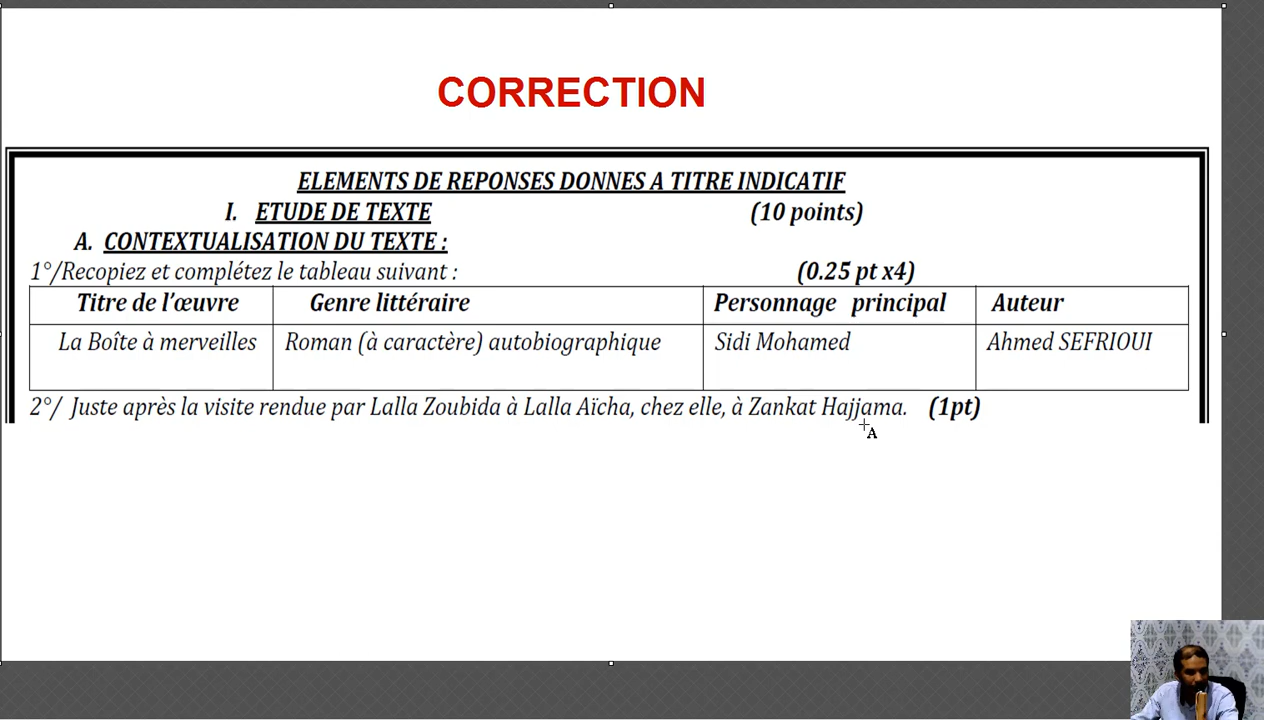 CORRECTION
ELEMENTS DE REPONSES DONNES A TITRE INDICATIF
I. ETUDE DE TEXTE (10 points)
A. CONTEXTUALISATION DU TEXTE :
1°/Recopiez et complétez le tableau suivant : (0.25 pt x4)
Titre de l'œuvre Genre littéraire Personnage principal Auteur
La Boîte à merveilles Roman (à caractère) autobiographique Sidi Mohamed Ahmed SEFRIOUI
2°/ Juste après la visite rendue par Lalla Zoubida à Lalla Aïcha, chez elle, à Zankat Hajjama. (1pt)
A